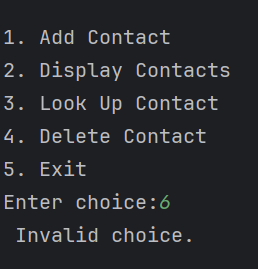 1. Add Contact
2. Display Contacts
3. Look Up Contact
4. Delete Contact
5. Exit
Enter choice:6
 Invalid choice.